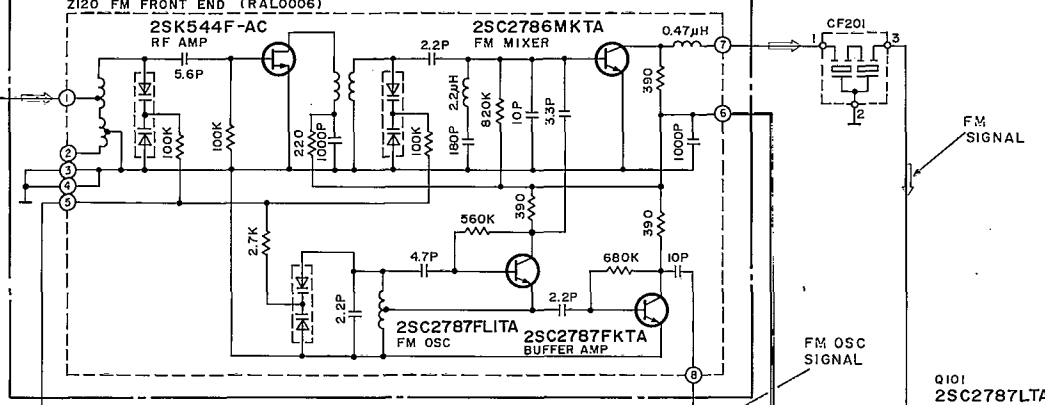 Z120 FM FRONT END (RAL0006)
2SK544F-AC
RF AMP
2SC2786MKTA
FM MIXER
0.47μH
7
CF201
1
3
2
5.6P
2.2P
390
1
100K
100K
220
1000P
100K
2.2μH
180P
820K
10P
3.3P
6
1000P
FM
SIGNAL
2
3
4
5
390
390
560K
2.7K
4.7P
680K
10P
2.2P
2.2P
2SC2787FLITA
FM OSC
2SC2787FKTA
BUFFER AMP
8
FM OSC
SIGNAL
Q101
2SC2787LTA